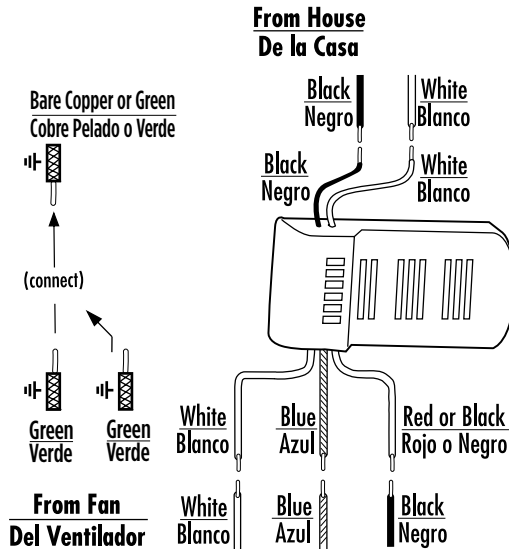 From House
De la Casa
Bare Copper or Green
Cobre Pelado o Verde
Black
Negro
White
Blanco
Black
Negro
White
Blanco
(connect)
Green
Verde
Green
Verde
White
Blanco
Blue
Azul
Red or Black
Rojo o Negro
From Fan
Del Ventilador
White
Blanco
Blue
Azul
Black
Negro